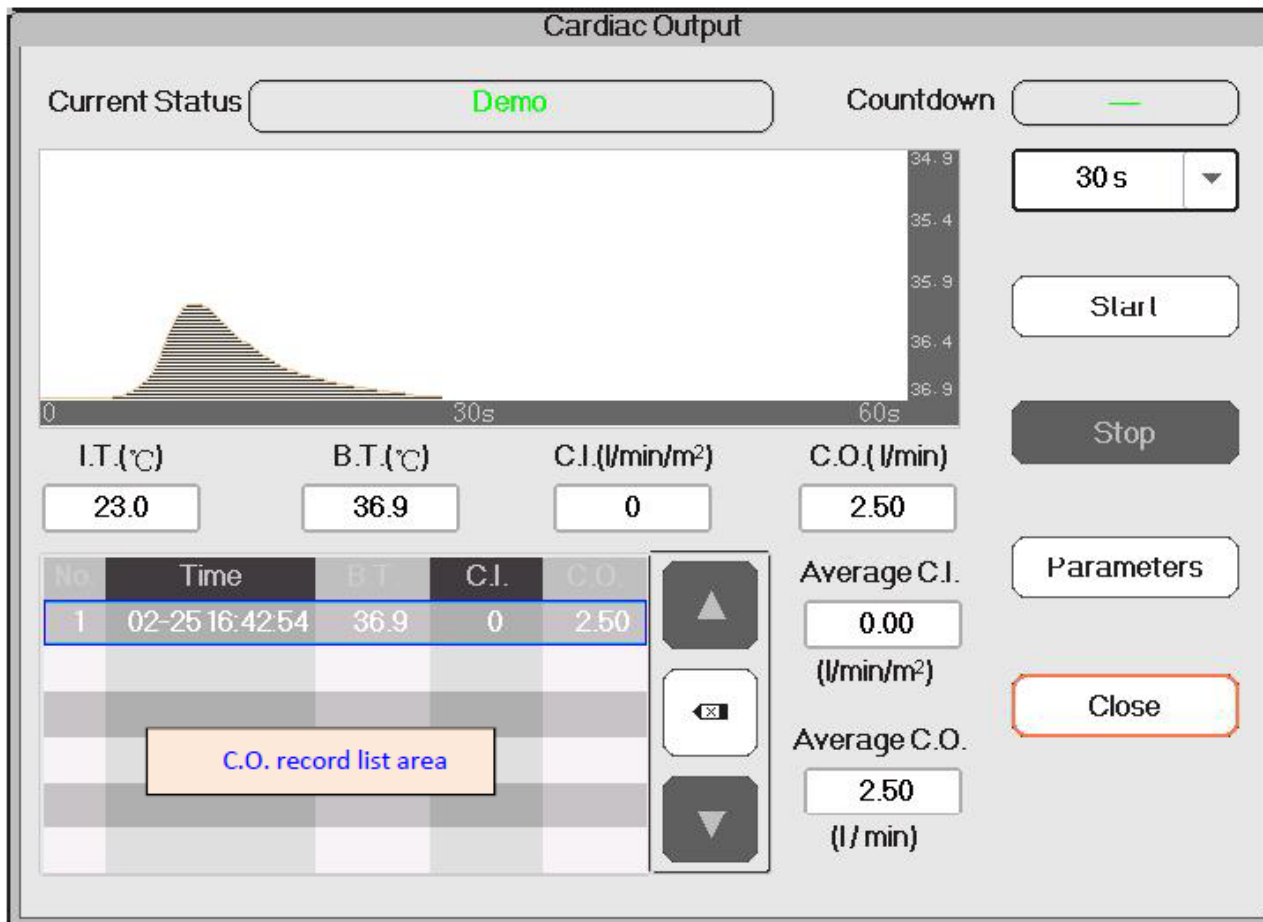 Cardiac Output
Current Status Demo Countdown —
30 s
34.9
35.4
35.9
36.4
36.9
0 30s 60s
Start
Stop
Parameters
Close
I.T.(℃) B.T.(℃) C.I.(l/min/m²) C.O.( l/min)
23.0 36.9 0 2.50
No. Time B.T. C.I. C.O.
1 02-25 16:42:54 36.9 0 2.50
C.O. record list area
Average C.I.
0.00
(l/min/m²)
Average C.O.
2.50
(l / min)